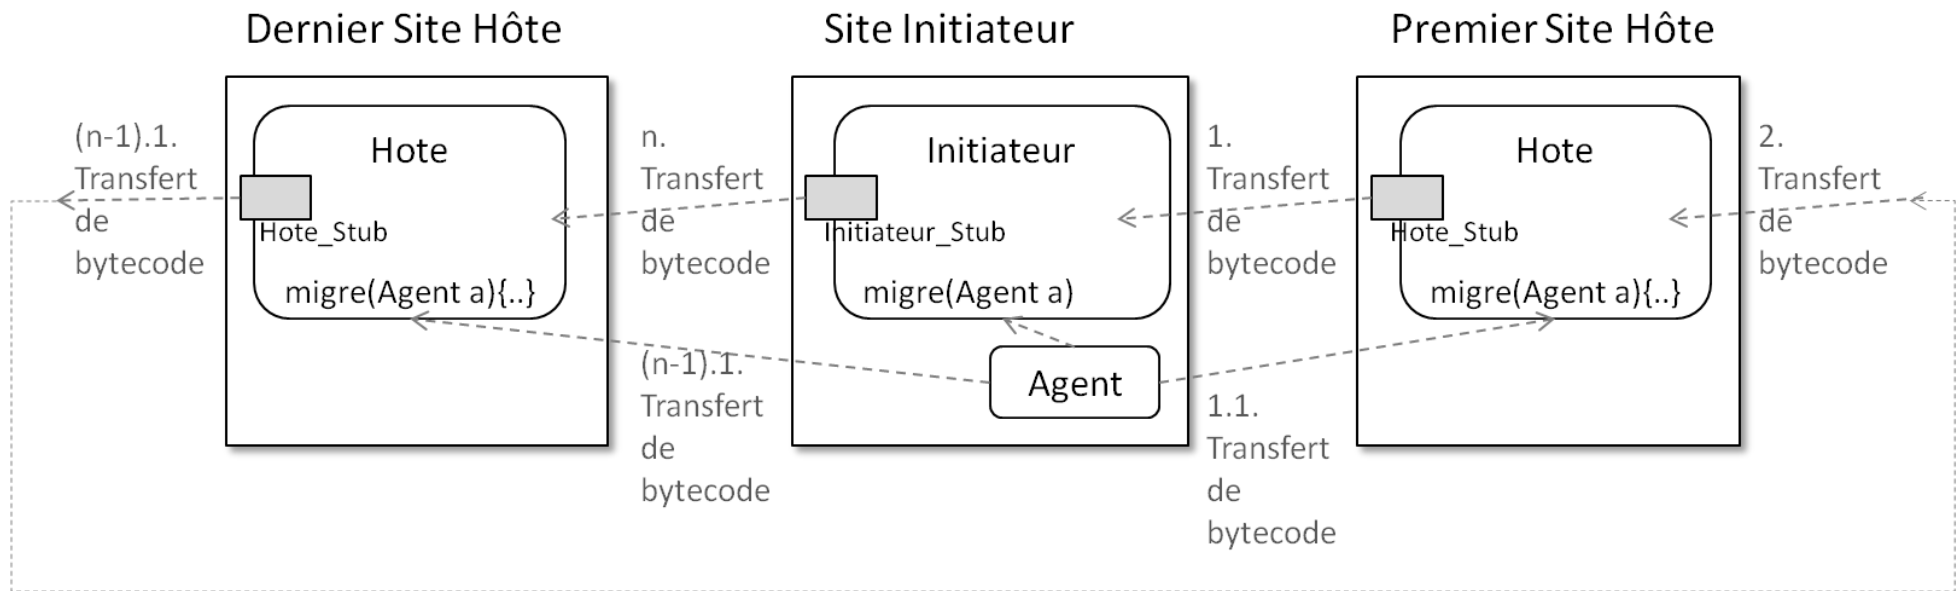 Dernier Site Hôte
Site Initiateur
Premier Site Hôte
(n-1).1.
Transfert
de
bytecode
Hote
Hote_Stub
migre(Agent a){..}
n.
Transfert
de
bytecode
(n-1).1.
Transfert
de
bytecode
Initiateur
Initiateur_Stub
migre(Agent a)
Agent
1.
Transfert
de
bytecode
1.1.
Transfert
de
bytecode
Hote
Hote_Stub
migre(Agent a){..}
2.
Transfert
de
bytecode